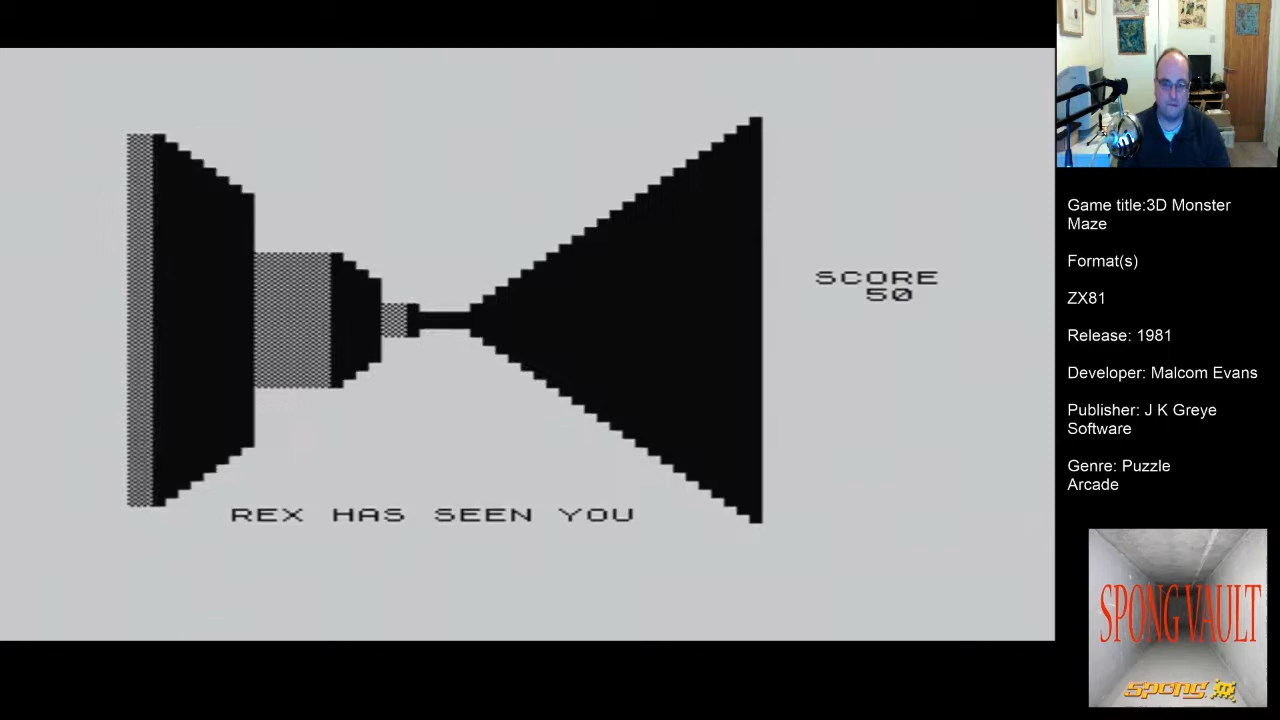 SCORE
50
REX HAS SEEN YOU
Game title:3D Monster
Maze
Format(s)
ZX81
Release: 1981
Developer: Malcom Evans
Publisher: J K Greye
Software
Genre: Puzzle
Arcade
SPONG VAULT
spong